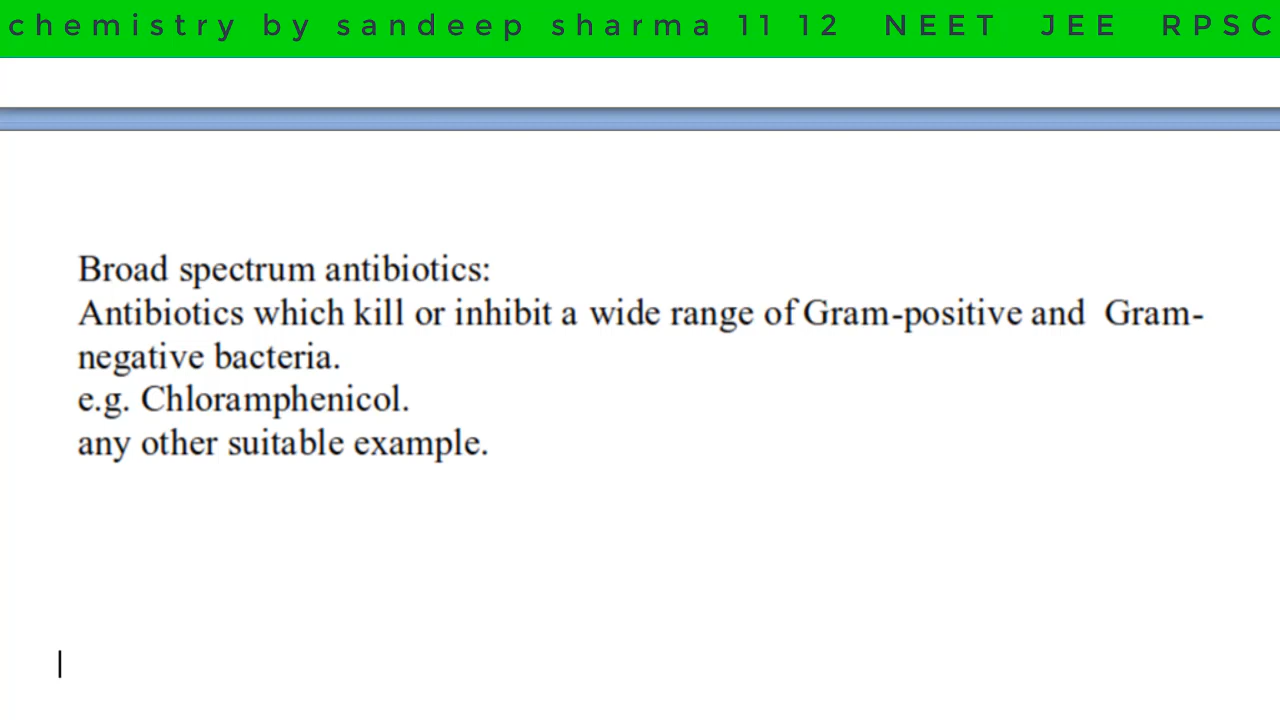 chemistry by sandeep sharma 11 12 NEET JEE RPSC
Broad spectrum antibiotics:
Antibiotics which kill or inhibit a wide range of Gram-positive and Gram-
negative bacteria.
e.g. Chloramphenicol.
any other suitable example.